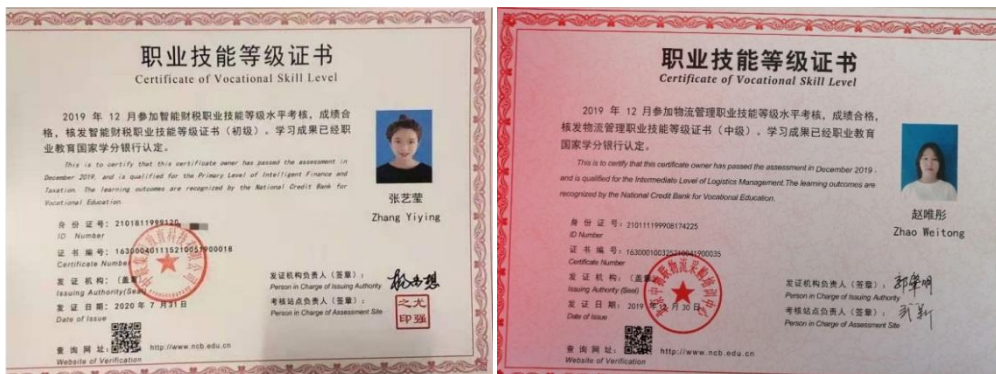 职业技能等级证书
Certificate of Vocational Skill Level
2019 年 12 月参加智能财税职业技能等级水平考核，成绩合
格，核发智能财税职业技能等级证书（初级）。学习成果已经职
业教育国家学分银行认定。
This is to certify that this certificate owner has passed the assessment in
December 2019, and is qualified for the Primary Level of Intelligent Finance and
Taxation. The learning outcomes are recognized by the National Credit Bank for
Vocational Education.
张艺莹
Zhang Yiying
身 份 证 号：2101811999120
ID Number
证 书 编 号：
Certificate Number
发 证 机 构：（盖章）
Issuing Authority(Seal)
发 证 日 期：2020 年 7 月 31 日
Date of Issue
发证机构负责人（签章）：
Person in Charge of Issuing Authority
考核站点负责人（签章）：
Person in Charge of Assessment Site
尤强之印
查 询 网 址： http://www.ncb.edu.cn
Website of Verification
职业技能等级证书
Certificate of Vocational Skill Level
2019 年 12 月参加物流管理职业技能等级水平考核，成绩合格，
核发物流管理职业技能等级证书（中级）。学习成果已经职业教育
国家学分银行认定。
This is to certify that this certificate owner has passed the assessment in December 2019 ,
and is qualified for the Intermediate Level of Logistics Management.The learning outcomes are
recognized by the National Credit Bank for Vocational Education.
赵唯彤
Zhao Weitong
身 份 证 号：210111199908174225
ID Number
证 书 编 号：
Certificate Number
发 证 机 构：（盖
Issuing Authority (Seal)
发 证 日 期：2019 年 12 月 30 日
Date of Issue
发证机构负责人（签章）：
Person in Charge of Issuing Authority
考核站点负责人（签章）：
Person in Charge of Assessment Site
查 询 网 址： http://www.ncb.edu.cn
Website of Verification